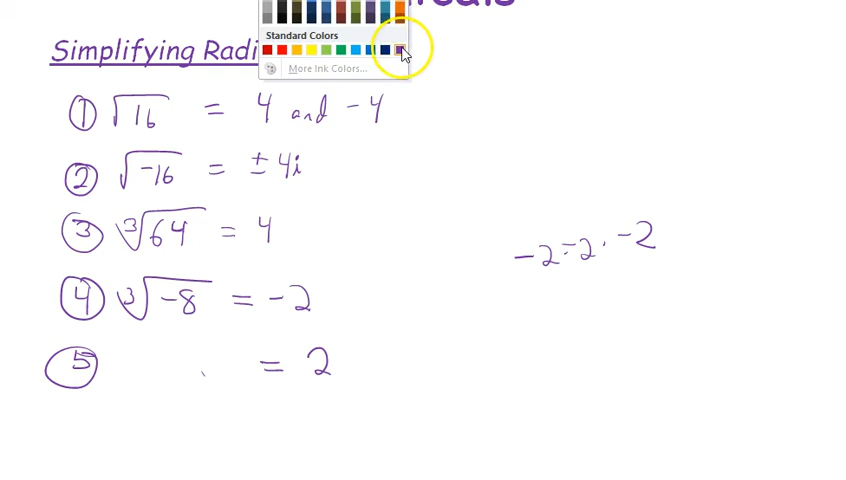 Standard Colors
Simplifying
More Ink Colors...
① √16 = 4 and -4
② √-16 = ± 4i
③ ∛64 = 4
-2 · -2 · -2
④ ∛-8 = -2
⑤ = 2